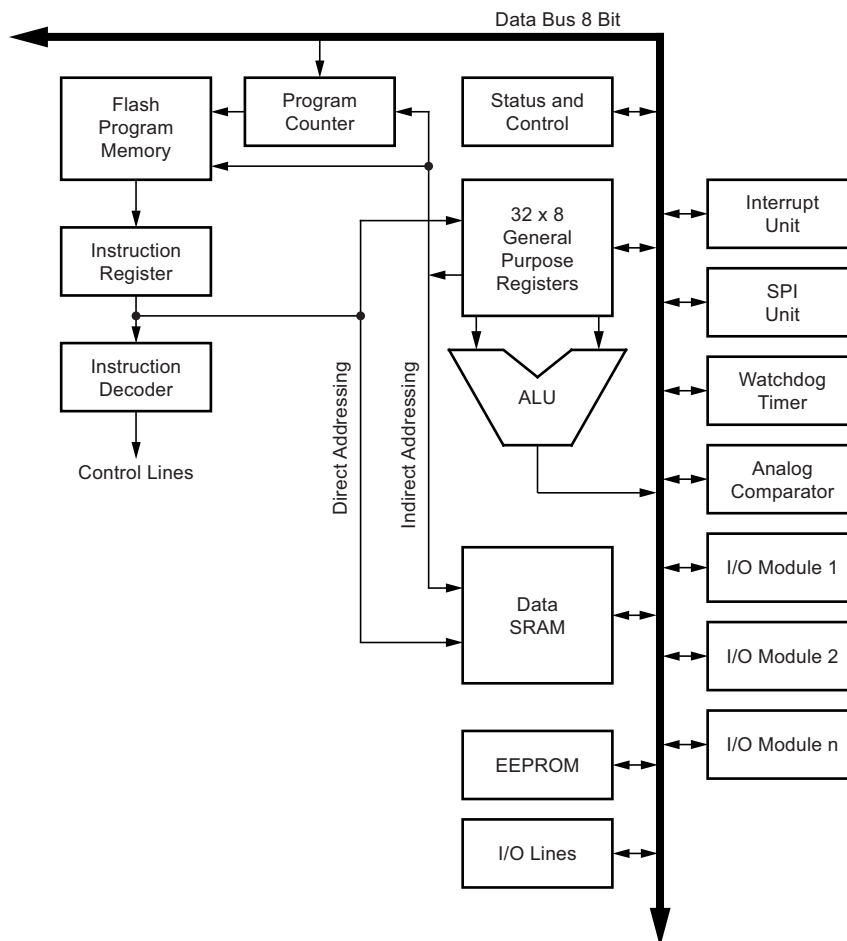 Data Bus 8 Bit
Flash
Program
Memory
Program
Counter
Status and
Control
Instruction
Register
32 x 8
General
Purpose
Registers
Interrupt
Unit
SPI
Unit
Instruction
Decoder
ALU
Watchdog
Timer
Control Lines
Direct Addressing
Indirect Addressing
Analog
Comparator
Data
SRAM
I/O Module 1
I/O Module 2
EEPROM
I/O Module n
I/O Lines